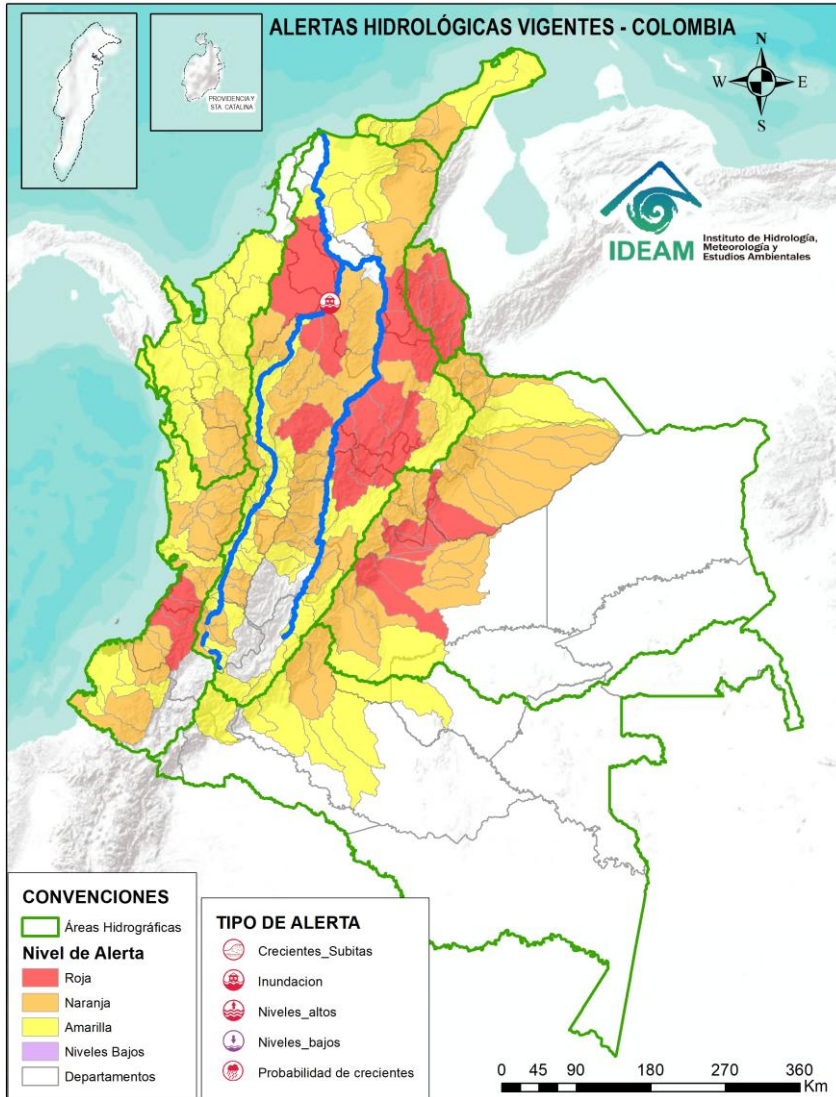 ALERTAS HIDROLÓGICAS VIGENTES - COLOMBIA
PROVIDENCIA Y
STA. CATALINA
N
W
E
S
IDEAM
Instituto de Hidrología,
Meteorología y
Estudios Ambientales
CONVENCIONES
Áreas Hidrográficas
Nivel de Alerta
Roja
Naranja
Amarilla
Niveles Bajos
Departamentos
TIPO DE ALERTA
Crecientes_Subitas
Inundacion
Niveles_altos
Niveles_bajos
Probabilidad de crecientes
0 45 90 180 270 360
Km